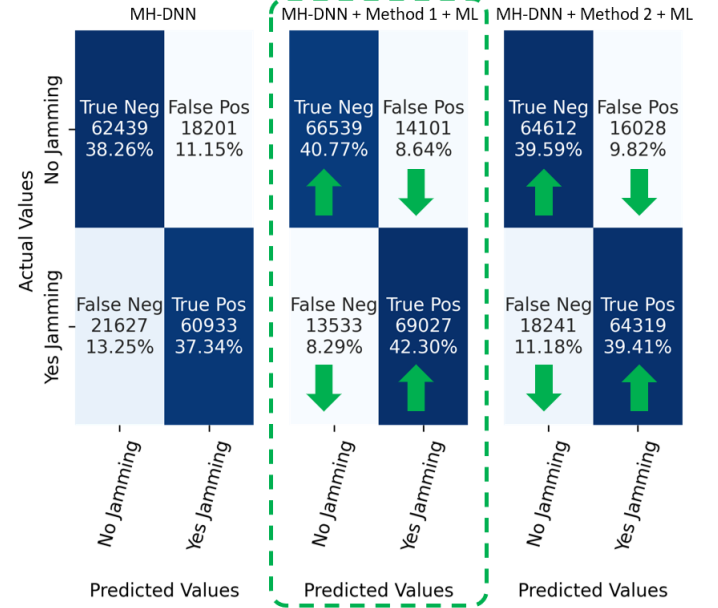 MH-DNN
MH-DNN + Method 1 + ML
MH-DNN + Method 2 + ML
Actual Values
No Jamming
Yes Jamming
True Neg
62439
38.26%
False Pos
18201
11.15%
False Neg
21627
13.25%
True Pos
60933
37.34%
True Neg
66539
40.77%
False Pos
14101
8.64%
False Neg
13533
8.29%
True Pos
69027
42.30%
True Neg
64612
39.59%
False Pos
16028
9.82%
False Neg
18241
11.18%
True Pos
64319
39.41%
No Jamming
Yes Jamming
No Jamming
Yes Jamming
No Jamming
Yes Jamming
Predicted Values
Predicted Values
Predicted Values